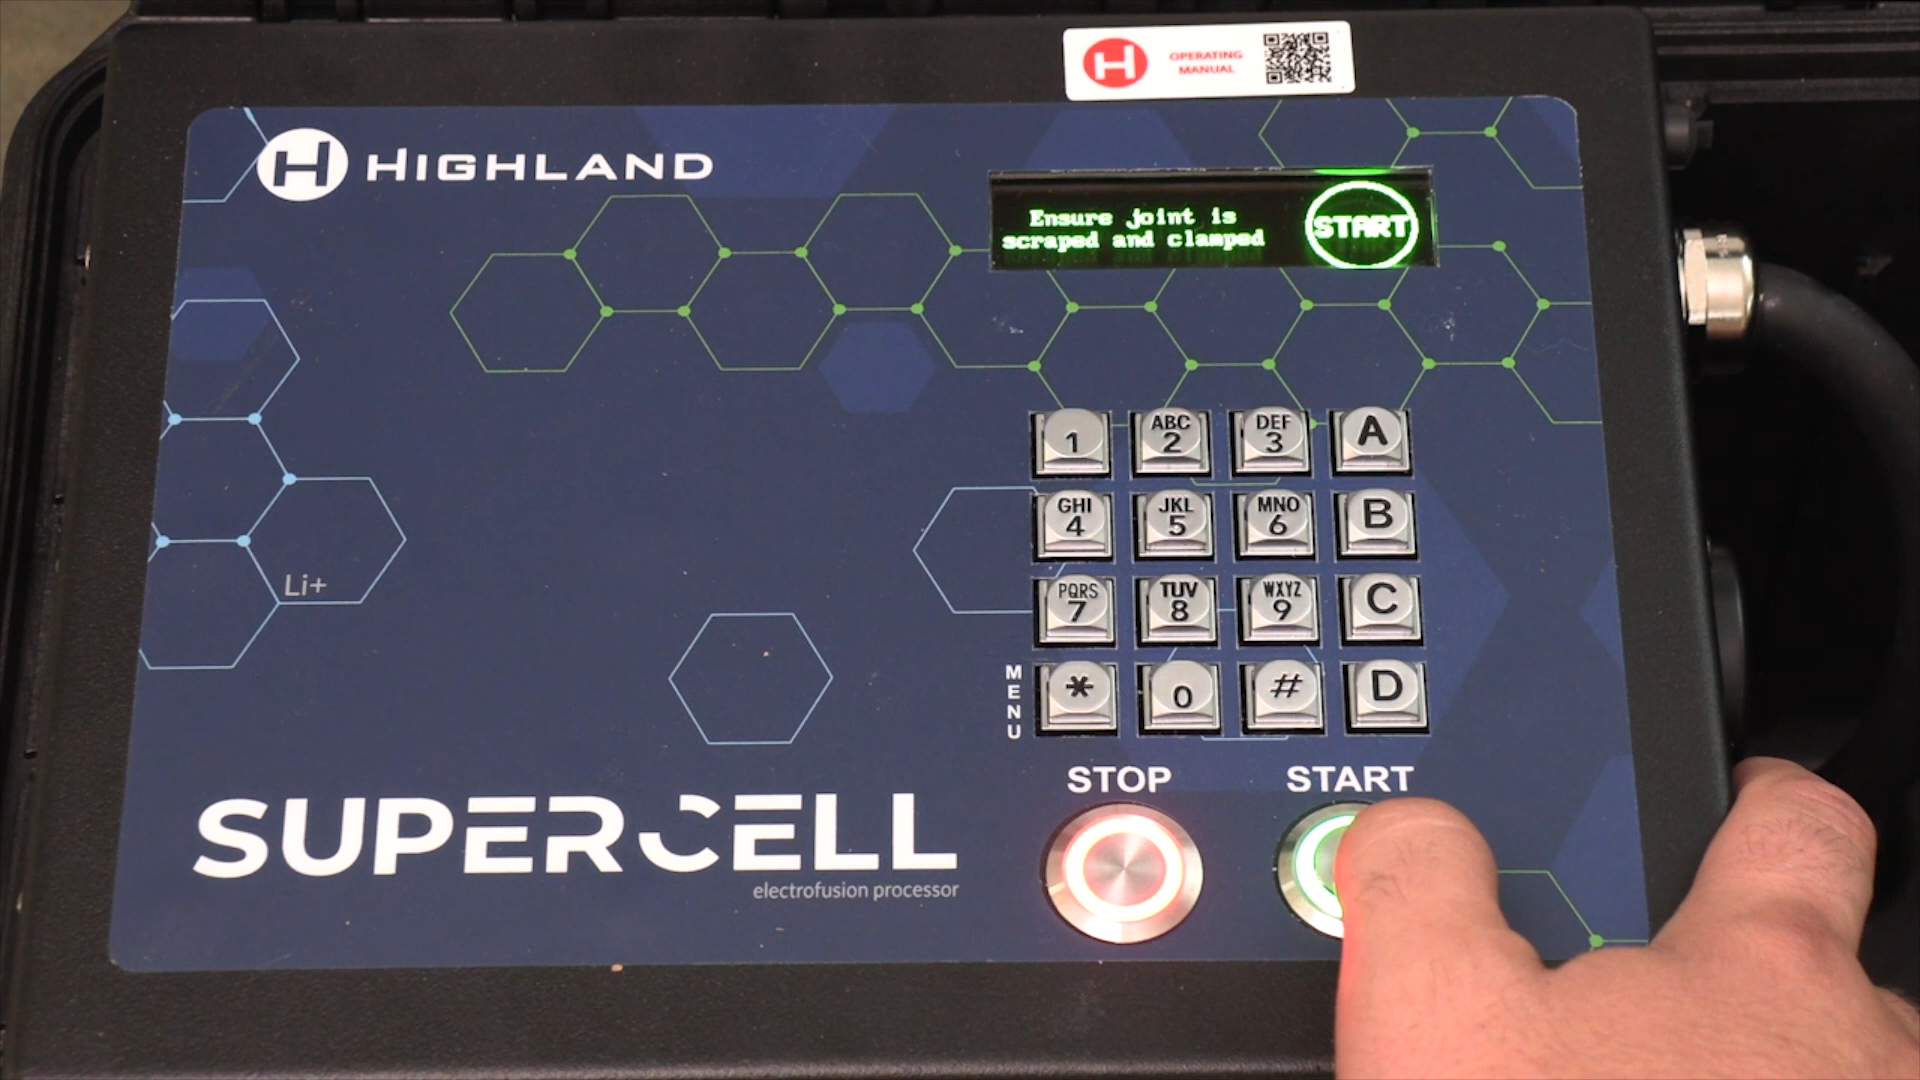 H OPERATING
MANUAL
H HIGHLAND
Ensure joint is
scraped and clamped
START
1
ABC
2
DEF
3
A
GHI
4
JKL
5
MNO
6
B
PQRS
7
TUV
8
WXYZ
9
C
MENU
*
0
#
D
Li+
STOP
START
SUPERCELL
electrofusion processor